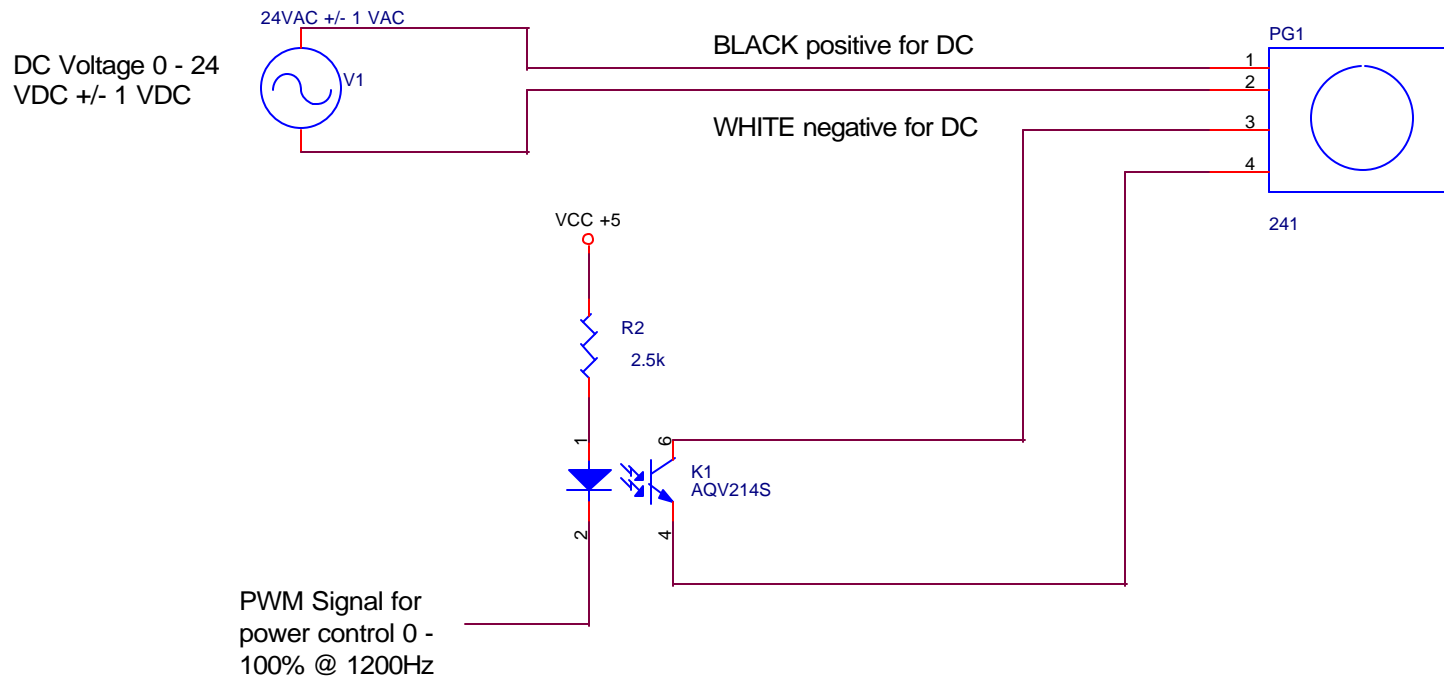 24VAC +/- 1 VAC
DC Voltage 0 - 24
VDC +/- 1 VDC
V1
BLACK positive for DC
WHITE negative for DC
PG1
1
2
3
4
241
VCC +5
R2
2.5k
1
2
6
4
K1
AQV214S
PWM Signal for
power control 0 -
100% @ 1200Hz